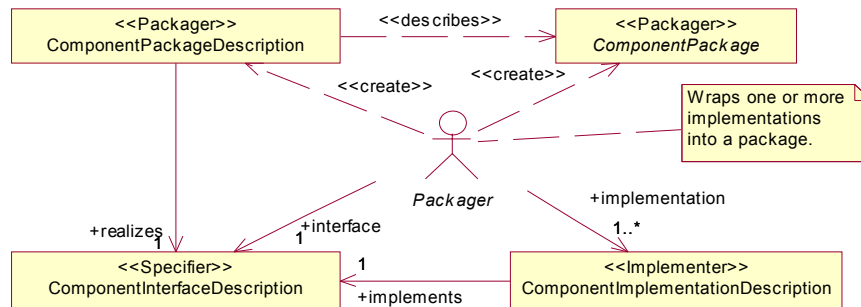 <<Packager>>
ComponentPackageDescription
<<describes>>
<<Packager>>
ComponentPackage
<<create>>
<<create>>
Wraps one or more
implementations
into a package.
Packager
+realizes
1
+interface
1
+implementation
1..*
<<Specifier>>
ComponentInterfaceDescription
1
+implements
<<Implementer>>
ComponentImplementationDescription